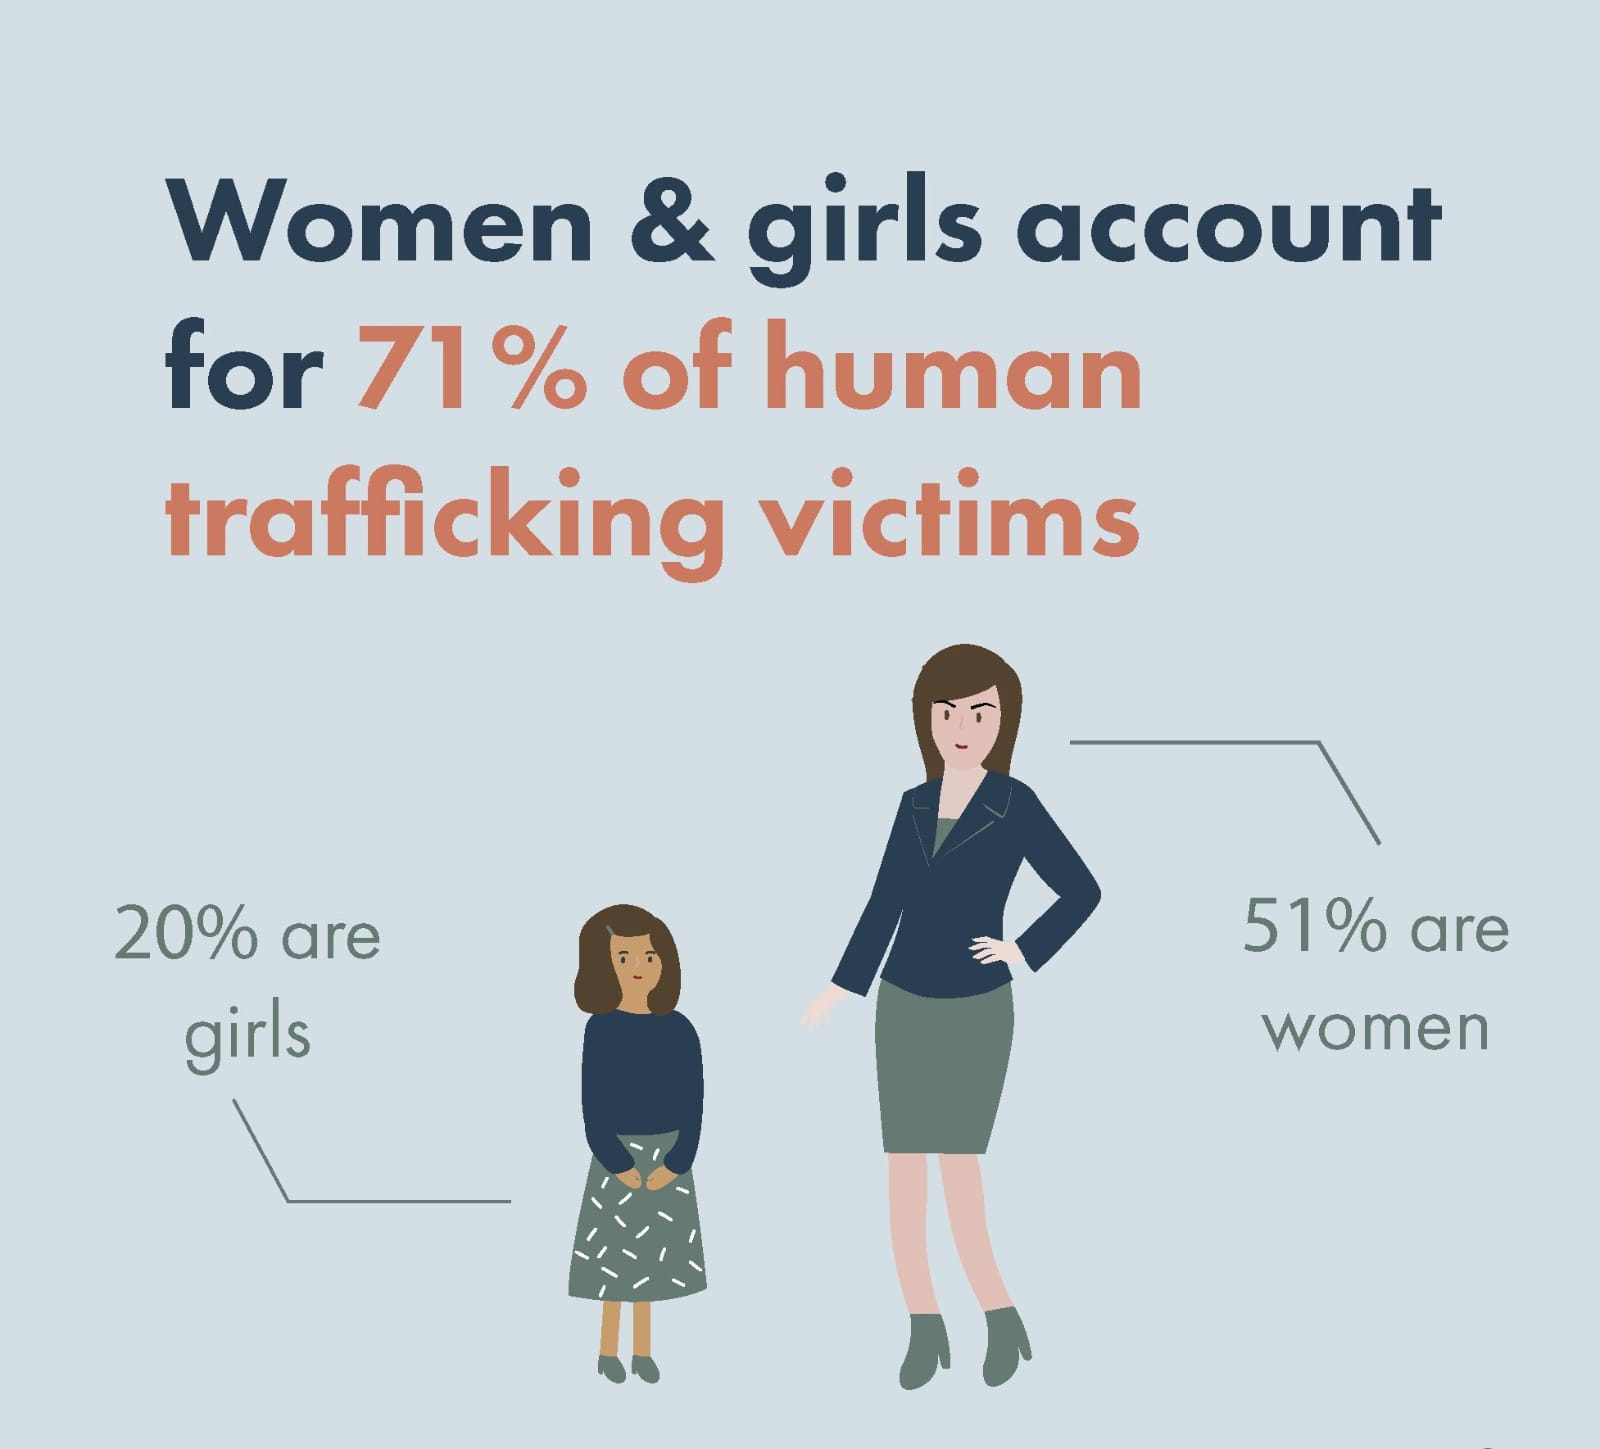 Women & girls account
for 71% of human
trafficking victims
20% are
girls
51% are
women